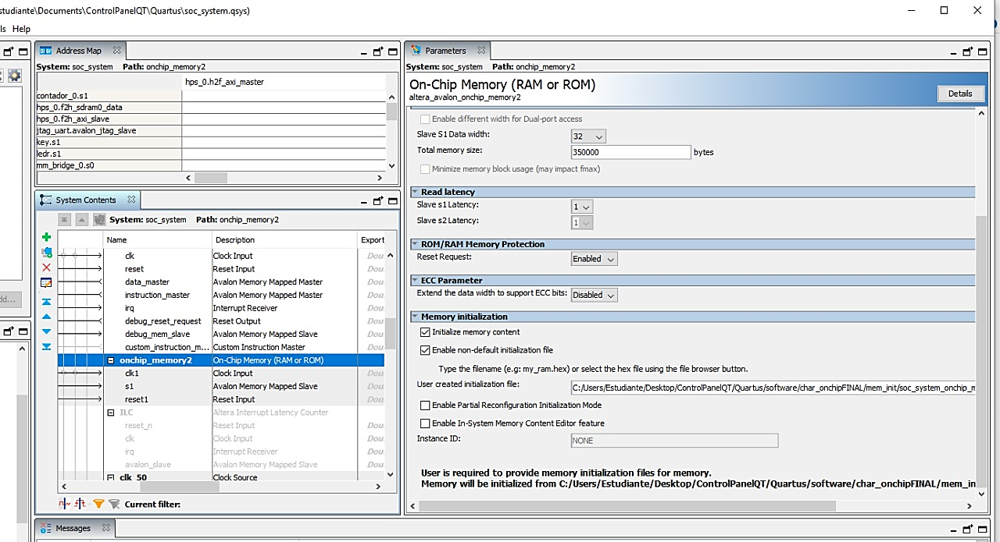 studiante\Documents\ControlPanelQT\Quartus\soc_system.qsys)
ls Help
Address Map
System: soc_system Path: onchip_memory2
hps_0.h2f_axi_master
contador_0.s1
hps_0.f2h_sdram0_data
hps_0.f2h_axi_slave
jtag_uart.avalon_jtag_slave
key.s1
ledr.s1
mm_bridge_0.s0
dd...
System Contents
System: soc_system Path: onchip_memory2
Name Description Export
clk Clock Input Dou
reset Reset Input Dou
data_master Avalon Memory Mapped Master Dou
instruction_master Avalon Memory Mapped Master Dou
irq Interrupt Receiver Dou
debug_reset_request Reset Output Dou
debug_mem_slave Avalon Memory Mapped Slave Dou
custom_instruction_m... Custom Instruction Master Dou
onchip_memory2 On-Chip Memory (RAM or ROM)
clk1 Clock Input Dou
s1 Avalon Memory Mapped Slave Dou
reset1 Reset Input Dou
ILC Altera Interrupt Latency Counter
reset_n Reset Input Dou
clk Clock Input Dou
irq Interrupt Receiver Dou
avalon_slave Avalon Memory Mapped Slave Dou
clk_50 Clock Source
Current filter:
Messages
Parameters
System: soc_system Path: onchip_memory2
On-Chip Memory (RAM or ROM)
altera_avalon_onchip_memory2
Details
Enable different width for Dual-port access
Slave S1 Data width: 32
Total memory size: 350000 bytes
Minimize memory block usage (may impact fmax)
Read latency
Slave s1 Latency: 1
Slave s2 Latency: 1
ROM/RAM Memory Protection
Reset Request: Enabled
ECC Parameter
Extend the data width to support ECC bits: Disabled
Memory initialization
Initialize memory content
Enable non-default initialization file
Type the filename (e.g: my_ram.hex) or select the hex file using the file browser button.
User created initialization file: C:/Users/Estudiante/Desktop/ControlPanelQT/Quartus/software/char_onchipFINAL/mem_init/soc_system_onchip_m
Enable Partial Reconfiguration Initialization Mode
Enable In-System Memory Content Editor feature
Instance ID: NONE
User is required to provide memory initialization files for memory.
Memory will be initialized from C:/Users/Estudiante/Desktop/ControlPanelQT/Quartus/software/char_onchipFINAL/mem_in